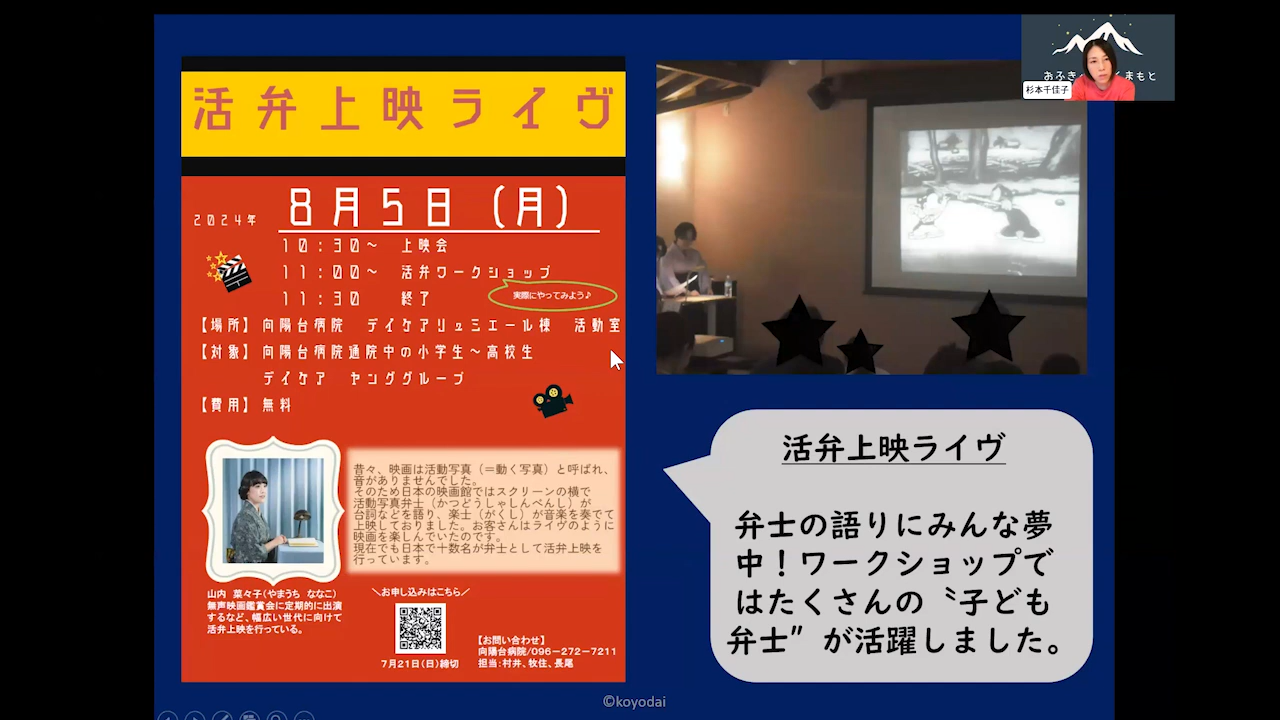 活弁上映ライヴ
2024年 8月5日(月)
10:30~ 上映会
11:00~ 活弁ワークショップ
11:30 終了
実際にやってみよう♪
【場所】向陽台病院 デイケアリュミエール棟 活動室
【対象】向陽台病院通院中の小学生~高校生
デイケア ヤンググループ
【費用】無料
昔々、映画は活動写真(=動く写真)と呼ばれ、
音がありませんでした。
そのため日本の映画館ではスクリーンの横で
活動写真弁士(かつどうしゃしんべんし)が
台詞などを語り、楽士(がくし)が音楽を奏でて
上映しておりました。お客さんはライヴのように
映画を楽しんでいたのです。
現在でも日本で十数名が弁士として活弁上映を
行っています。
山内 菜々子(やまうち ななこ)
無声映画鑑賞会に定期的に出演
するなど、幅広い世代に向けて
活弁上映を行っている。
\お申し込みはこちら/
7月21日(日)締切
【お問い合わせ】
向陽台病院/096-272-7211
担当:村井、牧住、長尾
杉本千佳子
活弁上映ライヴ
弁士の語りにみんな夢
中!ワークショップで
はたくさんの〝子ども
弁士”が活躍しました。
©koyodai